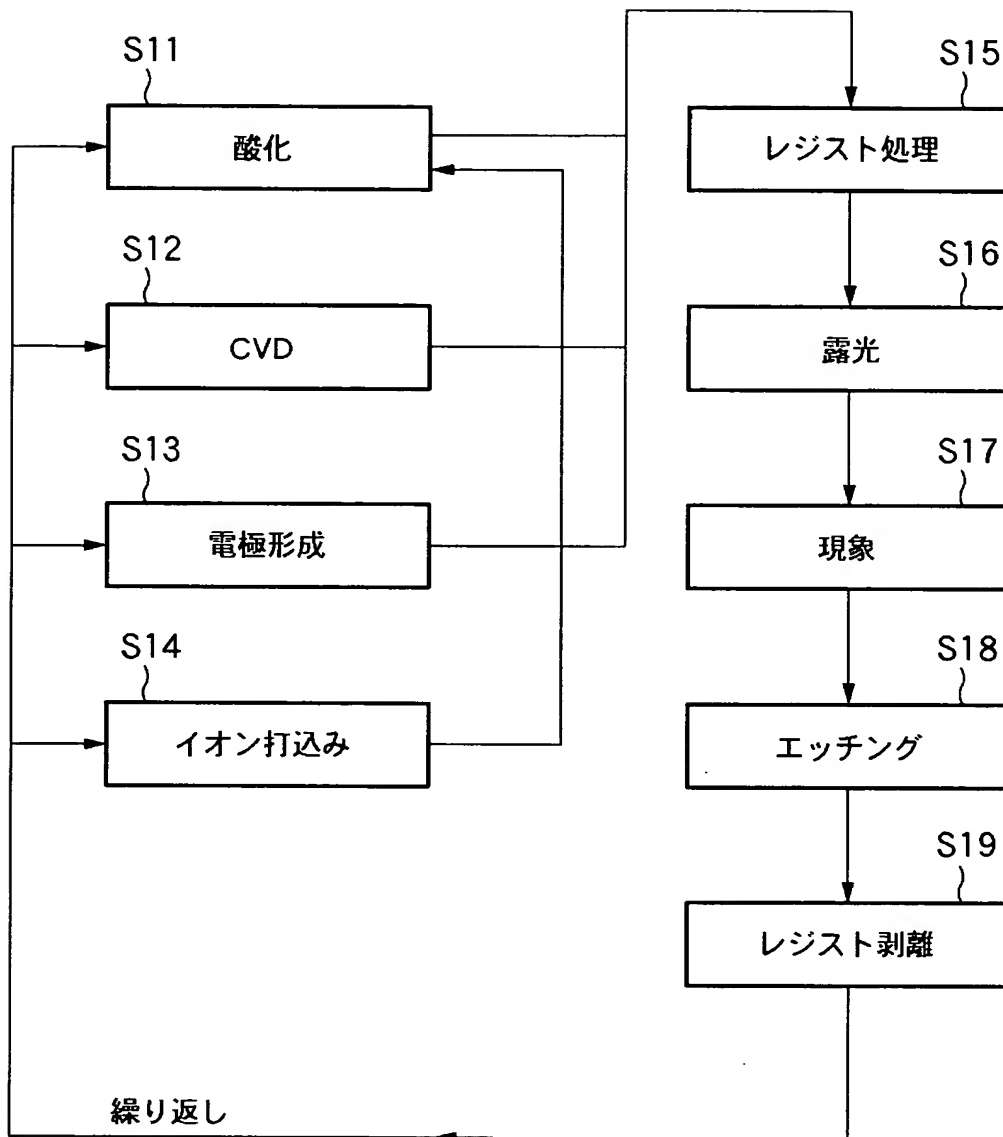 S11
酸化
S12
CVD
S13
電極形成
S14
イオン打込み
S15
レジスト処理
S16
露光
S17
現象
S18
エッチング
S19
レジスト剥離
繰り返し